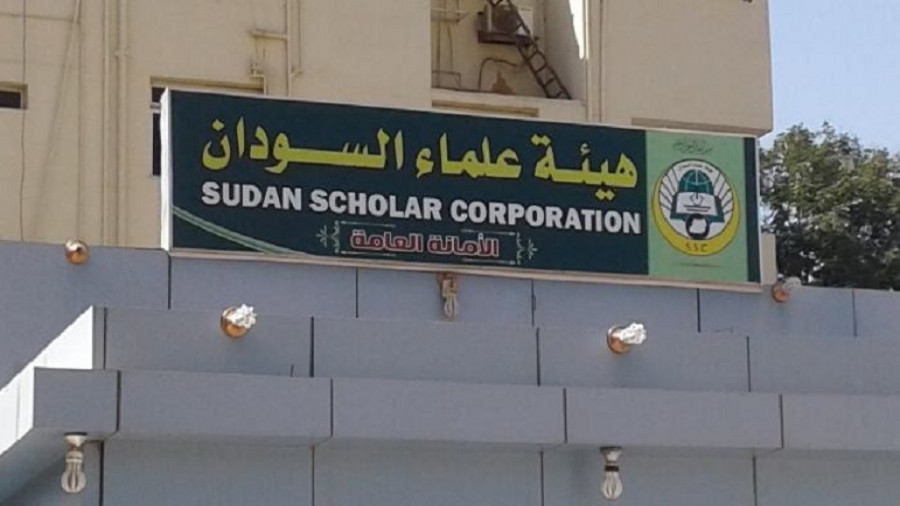 هيئة علماء السودان
SUDAN SCHOLAR CORPORATION
الأمانة العامة
S.S.C